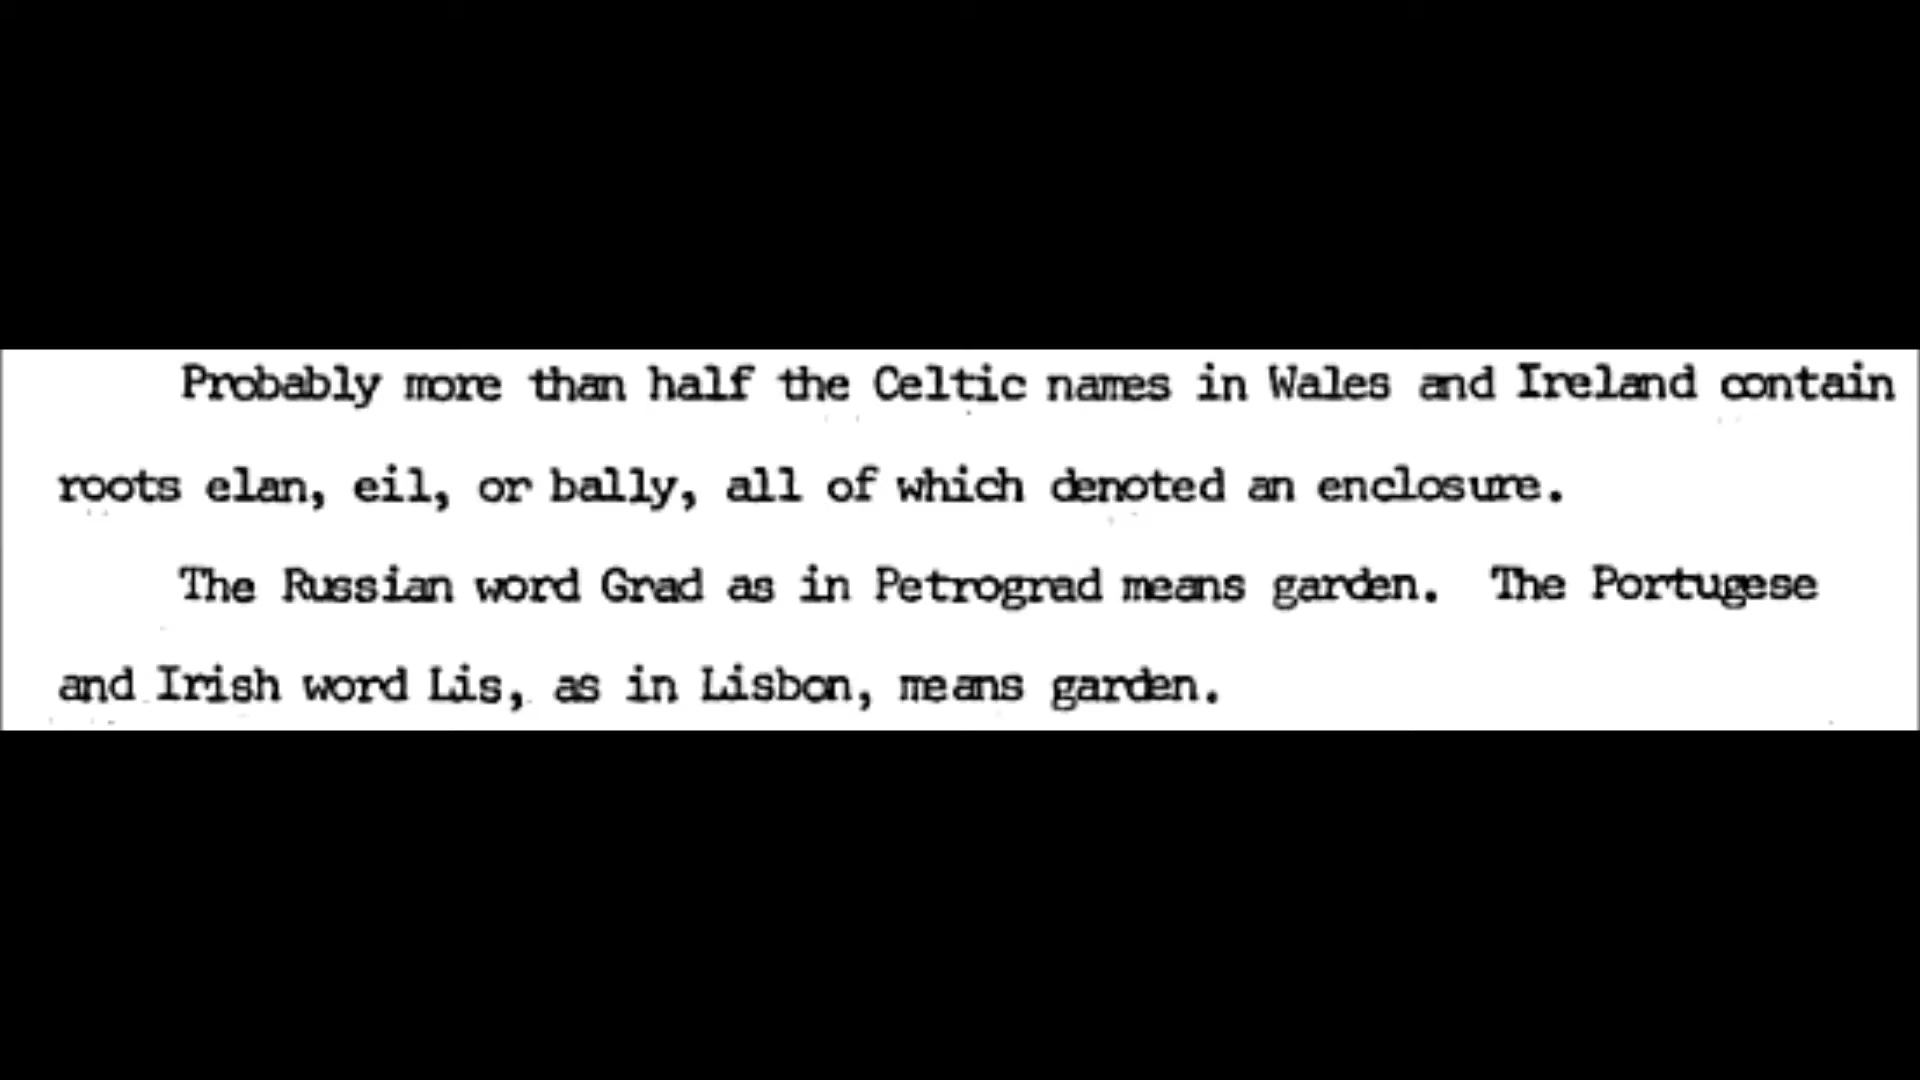 Probably more than half the Celtic names in Wales and Ireland contain
roots elan, eil, or bally, all of which denoted an enclosure.
The Russian word Grad as in Petrograd means garden. The Portugese
and Irish word Lis, as in Lisbon, means garden.